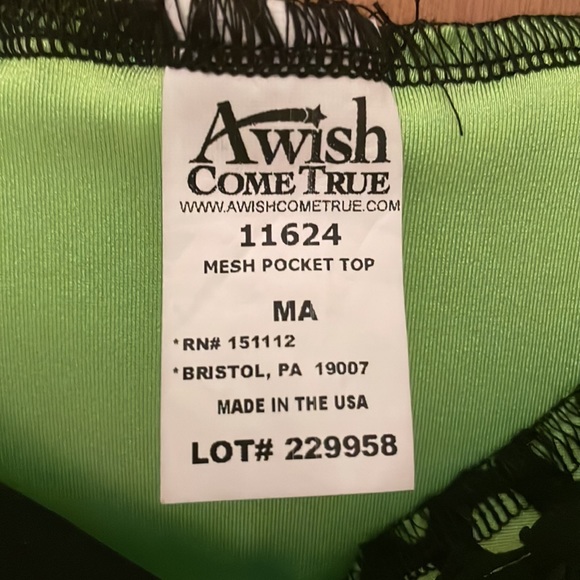 Awish
COME TRUE
WWW.AWISHCOMETRUE.COM
11624
MESH POCKET TOP
MA
*RN# 151112
*BRISTOL, PA 19007
MADE IN THE USA
LOT# 229958